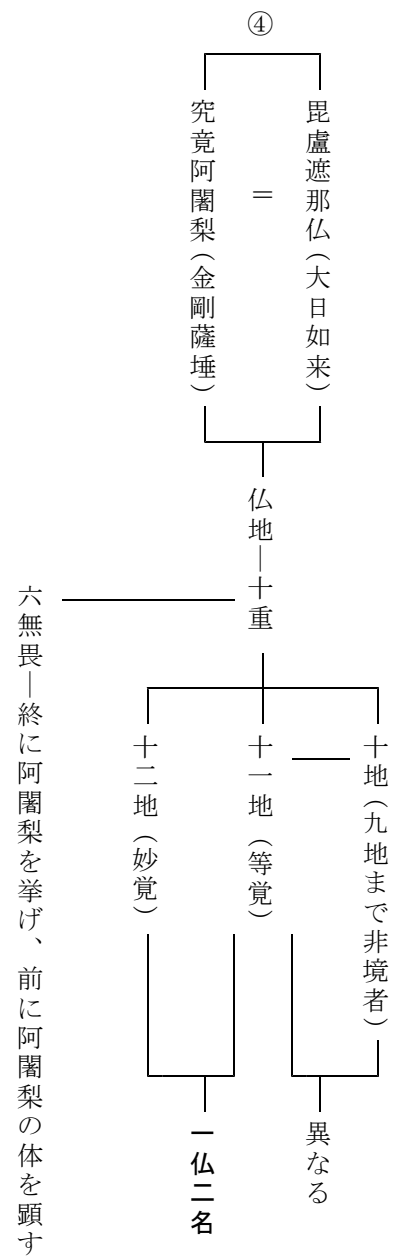 ④
毘盧遮那仏(大日如来)
＝
究竟阿闍梨(金剛薩埵)
仏地―十重
十地(九地まで非境者)
十一地(等覚)
十二地(妙覚)
異なる
一仏二名
六無畏―終に阿闍梨を挙げ、前に阿闍梨の体を顕す